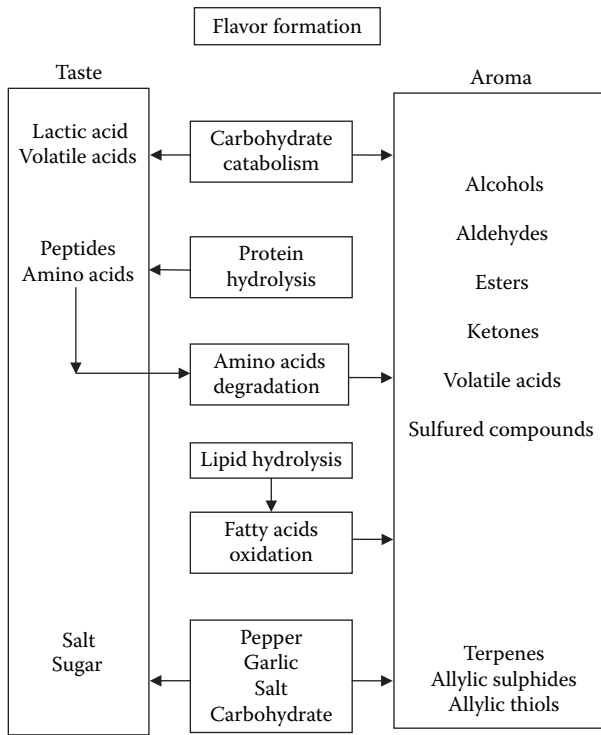 Flavor formation
Taste
Lactic acid
Volatile acids
Peptides
Amino acids
Salt
Sugar
Carbohydrate
catabolism
Protein
hydrolysis
Amino acids
degradation
Lipid hydrolysis
Fatty acids
oxidation
Pepper
Garlic
Salt
Carbohydrate
Aroma
Alcohols
Aldehydes
Esters
Ketones
Volatile acids
Sulfured compounds
Terpenes
Allylic sulphides
Allylic thiols